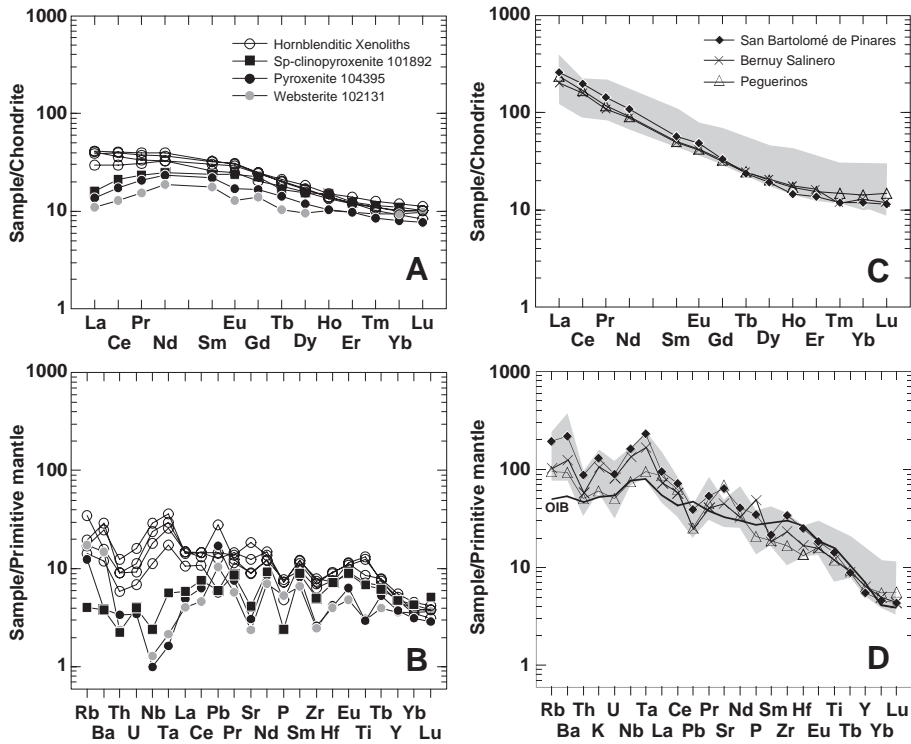 1000
100
10
1
Sample/Chondrite
Hornblenditic Xenoliths
Sp-clinopyroxenite 101892
Pyroxenite 104395
Websterite 102131
A
La Pr Eu Tb Ho Tm Lu
Ce Nd Sm Gd Dy Er Yb
1000
100
10
1
Sample/Chondrite
San Bartolomé de Pinares
Bernuy Salinero
Peguerinos
C
La Pr Eu Tb Ho Tm Lu
Ce Nd Sm Gd Dy Er Yb
1000
100
10
1
Sample/Primitive mantle
B
Rb Th Nb La Pb Sr P Zr Eu Tb Yb
Ba U Ta Ce Pr Nd Sm Hf Ti Y Lu
1000
100
10
1
Sample/Primitive mantle
OIB
D
Rb Th U Ta Ce Pr Nd Sm Hf Ti Y Lu
Ba K Nb La Pb Sr P Zr Eu Tb Yb